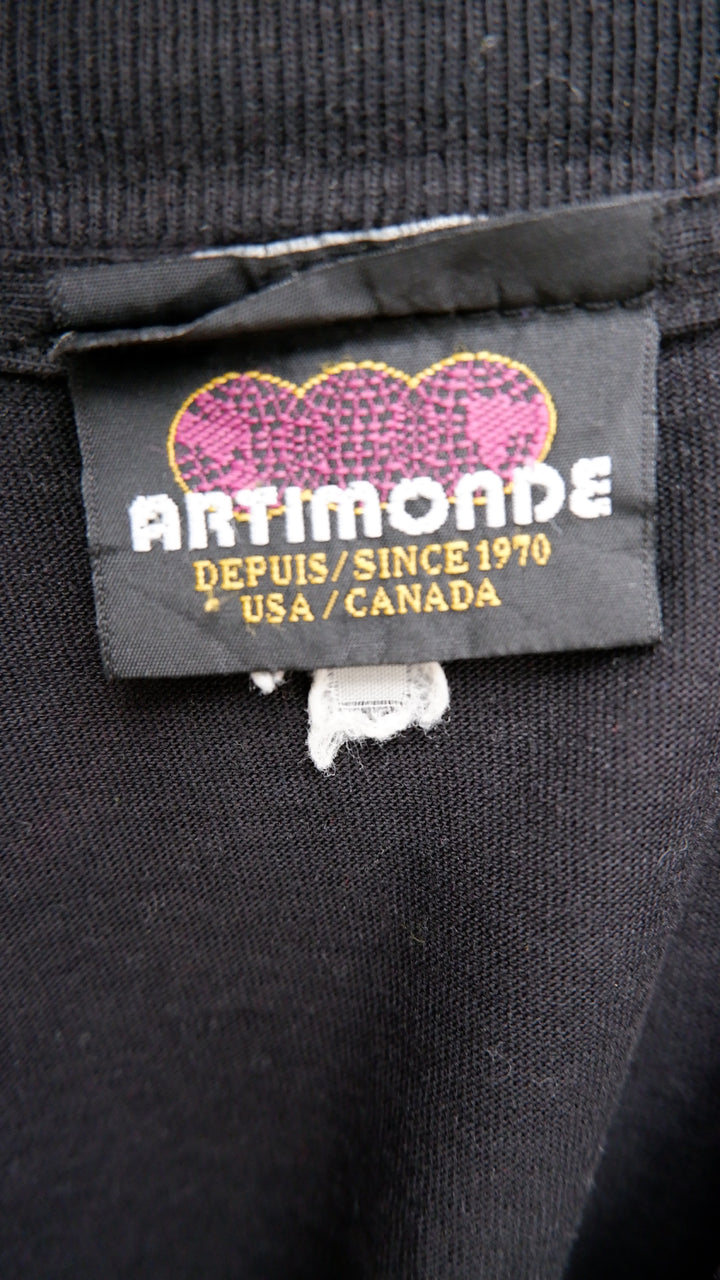 ARTIMONDE
DEPUIS/SINCE 1970
USA/CANADA